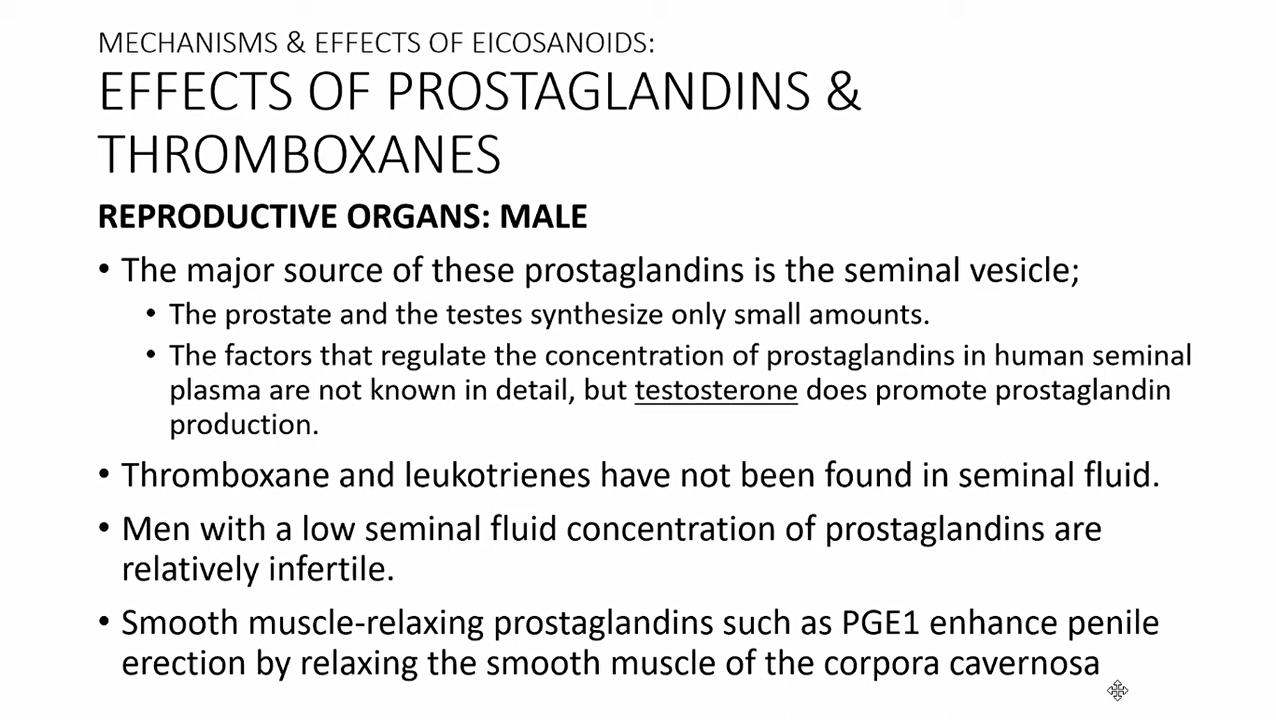 MECHANISMS & EFFECTS OF EICOSANOIDS:
EFFECTS OF PROSTAGLANDINS &
THROMBOXANES
REPRODUCTIVE ORGANS: MALE
• The major source of these prostaglandins is the seminal vesicle;
• The prostate and the testes synthesize only small amounts.
• The factors that regulate the concentration of prostaglandins in human seminal
plasma are not known in detail, but testosterone does promote prostaglandin
production.
• Thromboxane and leukotrienes have not been found in seminal fluid.
• Men with a low seminal fluid concentration of prostaglandins are
relatively infertile.
• Smooth muscle-relaxing prostaglandins such as PGE1 enhance penile
erection by relaxing the smooth muscle of the corpora cavernosa